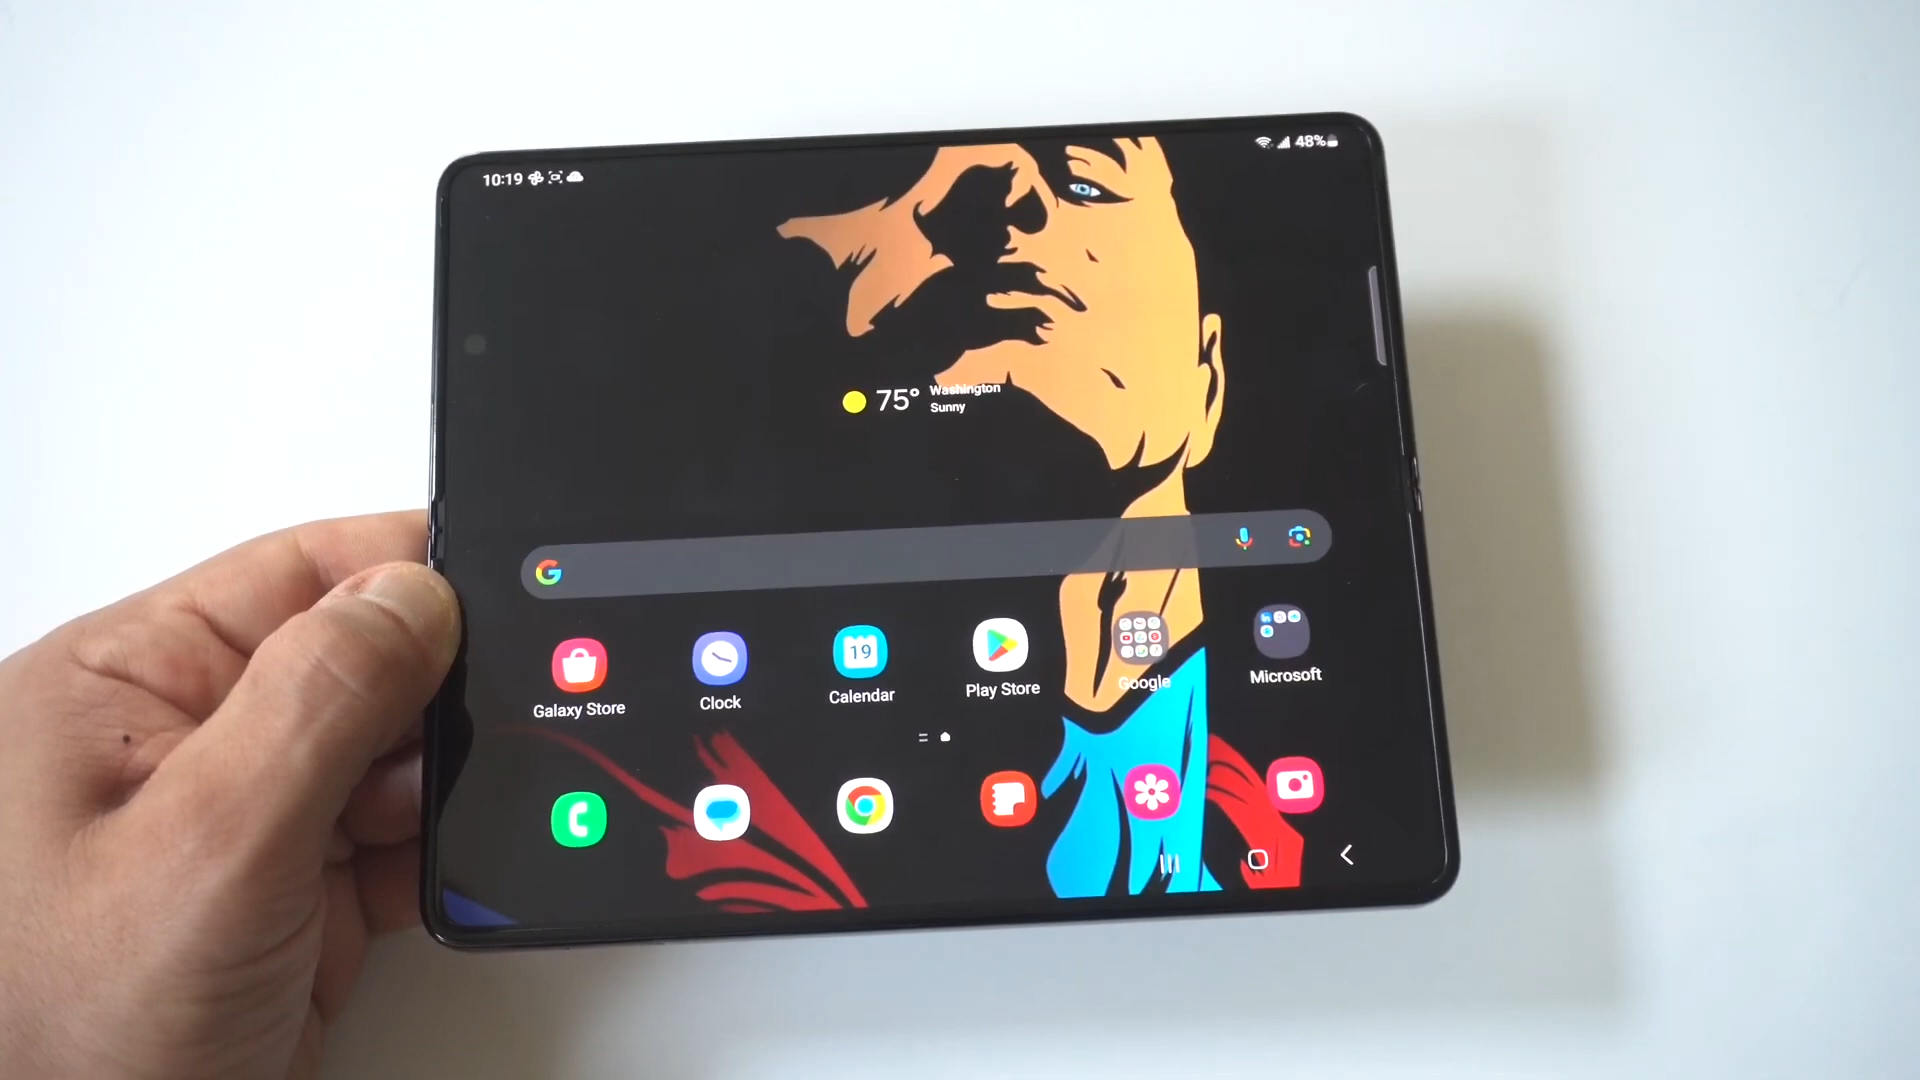 10:19
48%
75° Washington
Sunny
Galaxy Store
Clock
19
Calendar
Play Store
Google
Microsoft